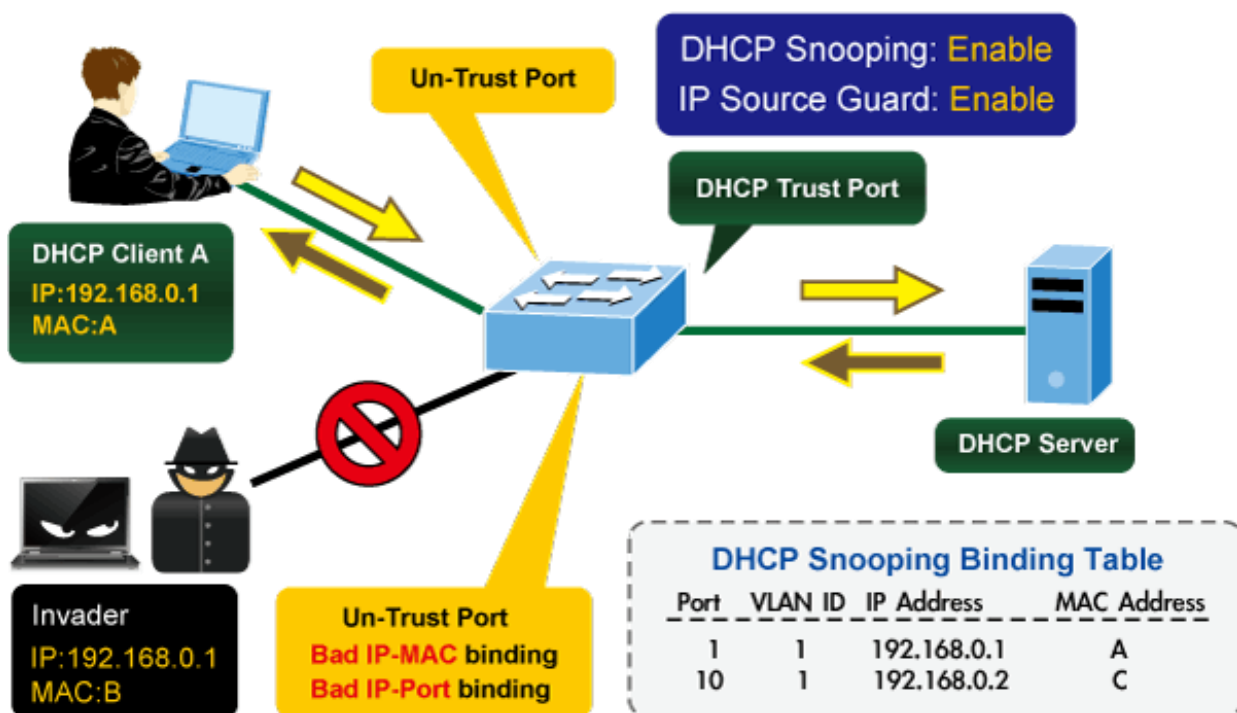 Un-Trust Port
DHCP Snooping: Enable
IP Source Guard: Enable
DHCP Trust Port
DHCP Client A
IP:192.168.0.1
MAC:A
DHCP Server
Invader
IP:192.168.0.1
MAC:B
Un-Trust Port
Bad IP-MAC binding
Bad IP-Port binding
DHCP Snooping Binding Table
Port VLAN ID IP Address MAC Address
1 1 192.168.0.1 A
10 1 192.168.0.2 C